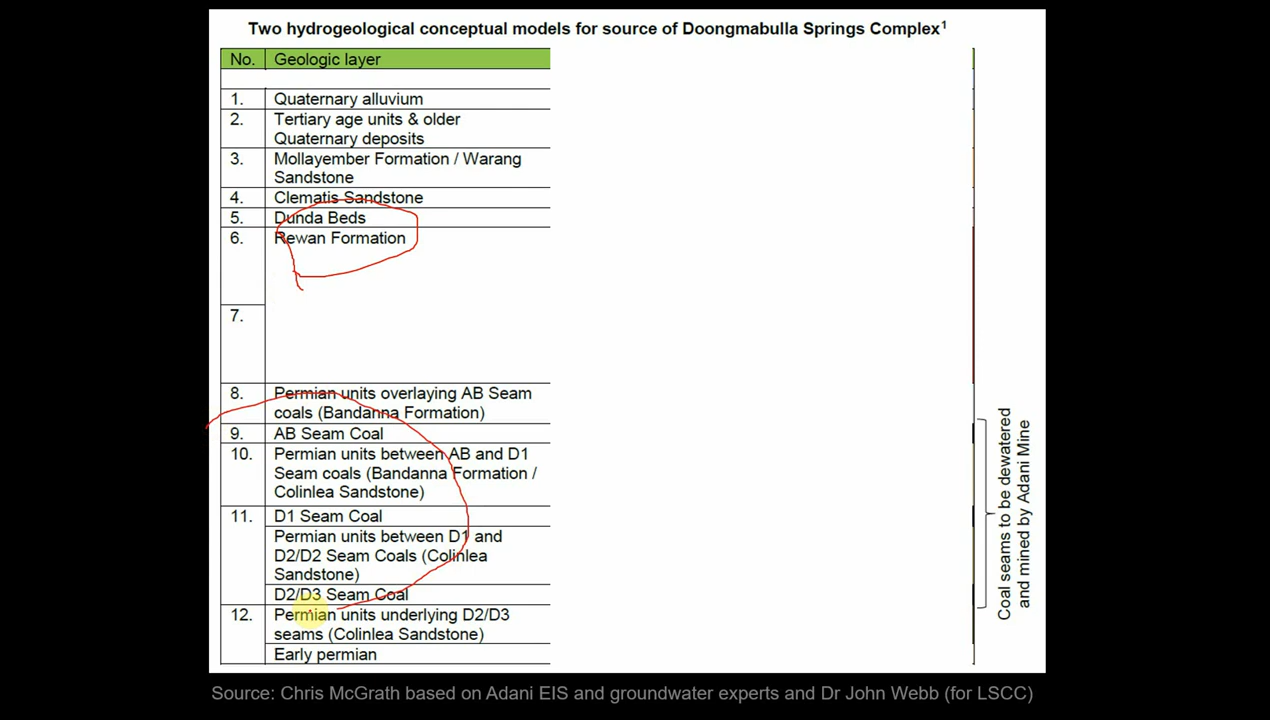 Two hydrogeological conceptual models for source of Doongmabulla Springs Complex¹
No. Geologic layer
1. Quaternary alluvium
2. Tertiary age units & older
Quaternary deposits
3. Mollayember Formation / Warang
Sandstone
4. Clematis Sandstone
5. Dunda Beds
6. Rewan Formation
7.
8. Permian units overlaying AB Seam
coals (Bandanna Formation)
9. AB Seam Coal
10. Permian units between AB and D1
Seam coals (Bandanna Formation /
Colinlea Sandstone)
11. D1 Seam Coal
Permian units between D1 and
D2/D2 Seam Coals (Colinlea
Sandstone)
D2/D3 Seam Coal
12. Permian units underlying D2/D3
seams (Colinlea Sandstone)
Early permian
Coal seams to be dewatered
and mined by Adani Mine
Source: Chris McGrath based on Adani EIS and groundwater experts and Dr John Webb (for LSCC)